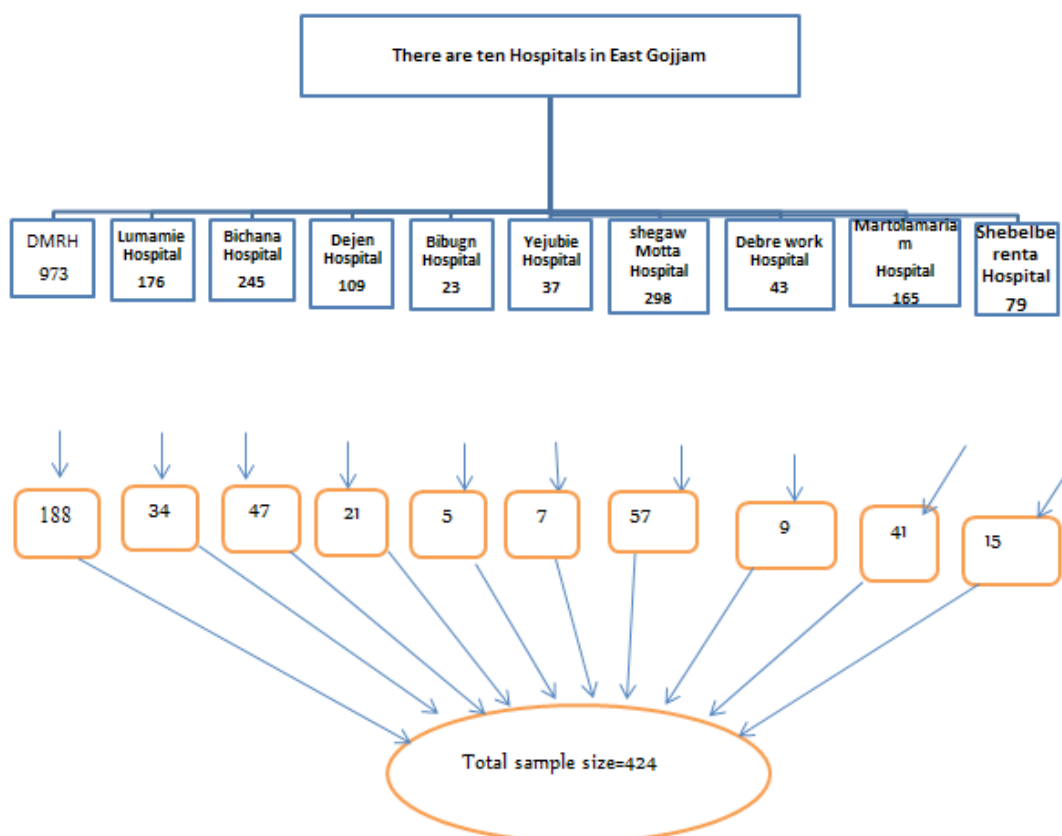 There are ten Hospitals in East Gojjam
DMRH
973
Lumamie
Hospital
176
Bichana
Hospital
245
Dejen
Hospital
109
Bibugn
Hospital
23
Yejubie
Hospital
37
shegaw
Motta
Hospital
298
Debre work
Hospital
43
Martolamaria
m
Hospital
165
Shebelbe
renta
Hospital
79
188
34
47
21
5
7
57
9
41
15
Total sample size=424